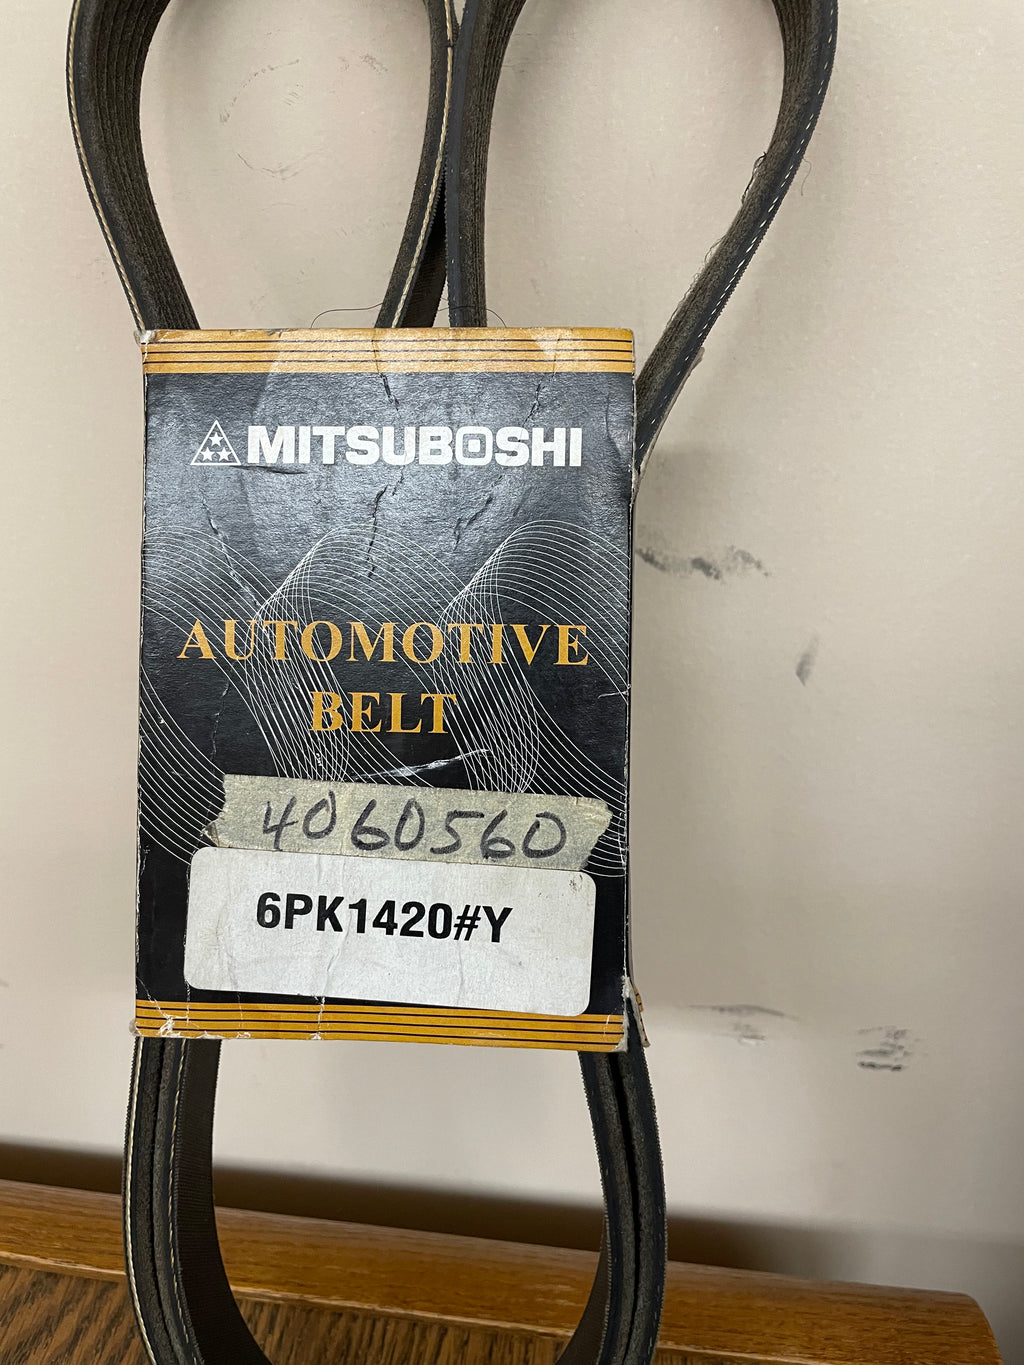 MITSUBOSHI
AUTOMOTIVE
BELT
4060560
6PK1420#Y